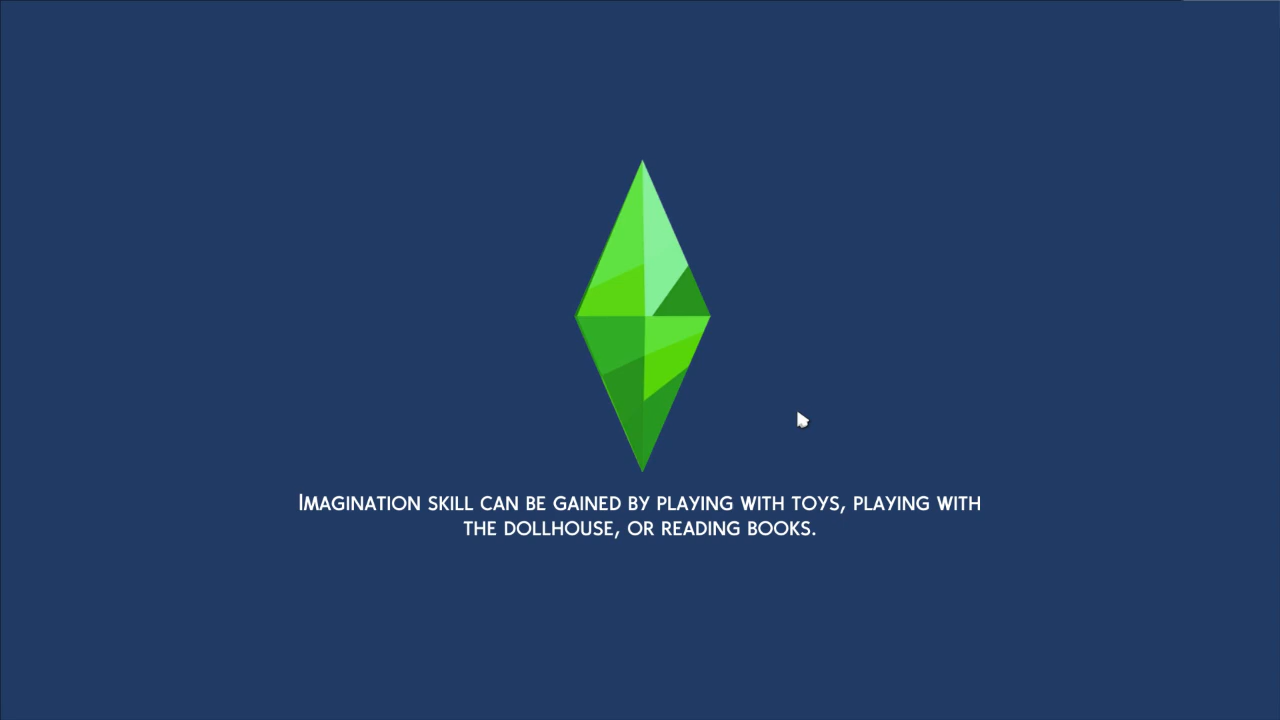 Imagination skill can be gained by playing with toys, playing with
the dollhouse, or reading books.